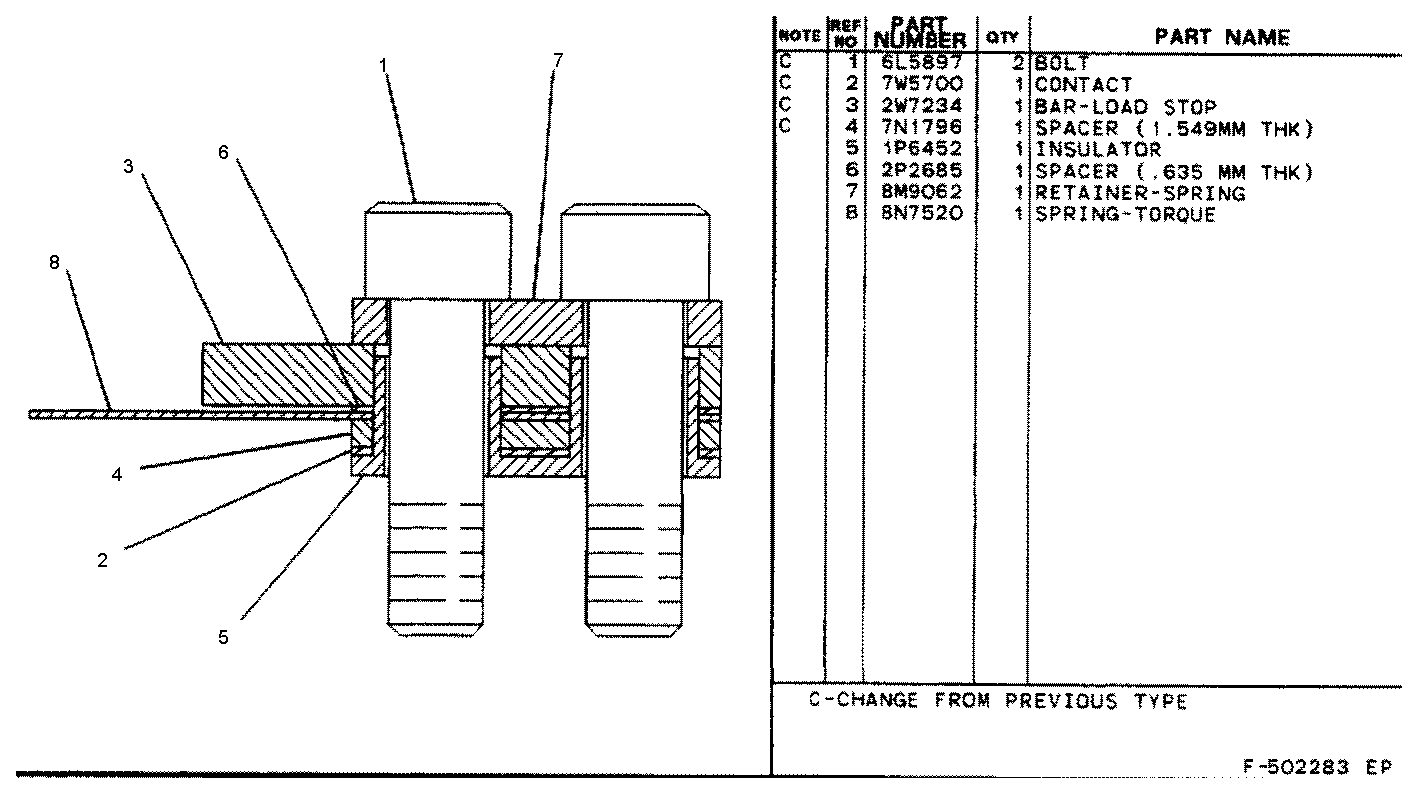 1
7
6
3
8
4
2
5
NOTE REF NO PART NUMBER QTY PART NAME
C 1 6L5897 2 BOLT
C 2 7W5700 1 CONTACT
C 3 2W7234 1 BAR-LOAD STOP
C 4 7N1796 1 SPACER (1.549MM THK)
5 1P6452 1 INSULATOR
6 2P2685 1 SPACER (.635 MM THK)
7 8M9062 1 RETAINER-SPRING
8 8N7520 1 SPRING-TORQUE
C-CHANGE FROM PREVIOUS TYPE
F-502283 EP